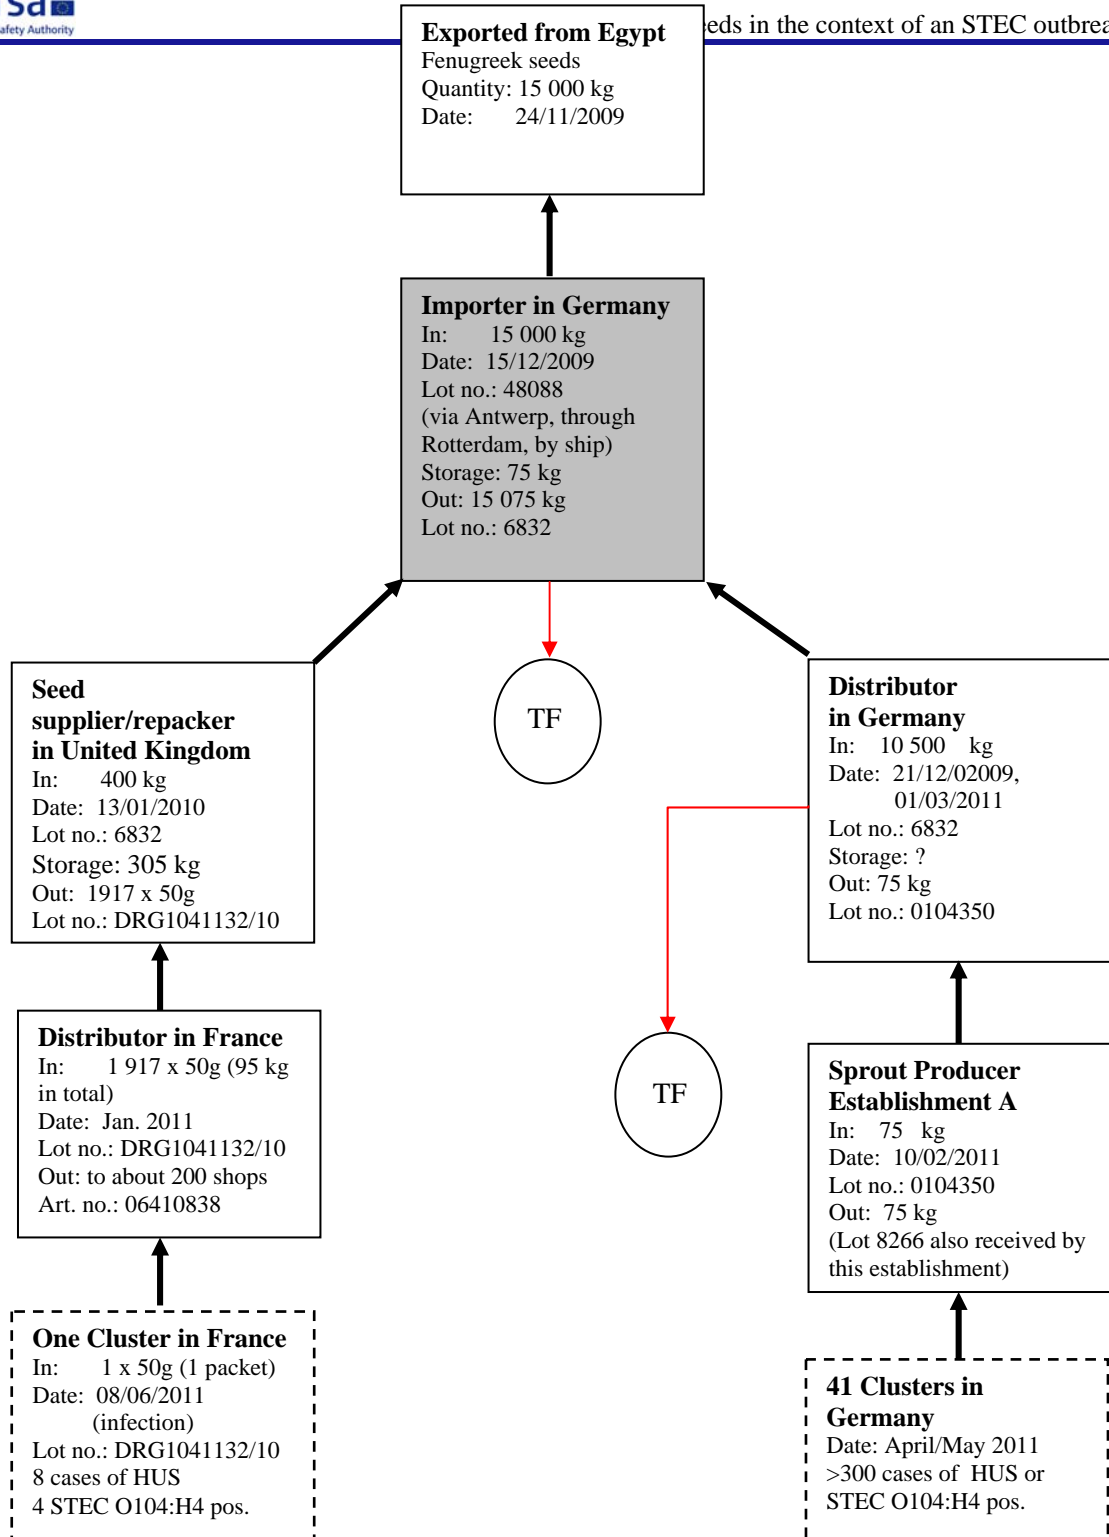 afety Authority
eds in the context of an STEC outbrea
Exported from Egypt
Fenugreek seeds
Quantity: 15 000 kg
Date: 24/11/2009
Importer in Germany
In: 15 000 kg
Date: 15/12/2009
Lot no.: 48088
(via Antwerp, through
Rotterdam, by ship)
Storage: 75 kg
Out: 15 075 kg
Lot no.: 6832
Seed
supplier/repacker
in United Kingdom
In: 400 kg
Date: 13/01/2010
Lot no.: 6832
Storage: 305 kg
Out: 1917 x 50g
Lot no.: DRG1041132/10
TF
Distributor
in Germany
In: 10 500 kg
Date: 21/12/02009,
01/03/2011
Lot no.: 6832
Storage: ?
Out: 75 kg
Lot no.: 0104350
Distributor in France
In: 1 917 x 50g (95 kg
in total)
Date: Jan. 2011
Lot no.: DRG1041132/10
Out: to about 200 shops
Art. no.: 06410838
TF
Sprout Producer
Establishment A
In: 75 kg
Date: 10/02/2011
Lot no.: 0104350
Out: 75 kg
(Lot 8266 also received by
this establishment)
One Cluster in France
In: 1 x 50g (1 packet)
Date: 08/06/2011
(infection)
Lot no.: DRG1041132/10
8 cases of HUS
4 STEC O104:H4 pos.
41 Clusters in
Germany
Date: April/May 2011
>300 cases of HUS or
STEC O104:H4 pos.